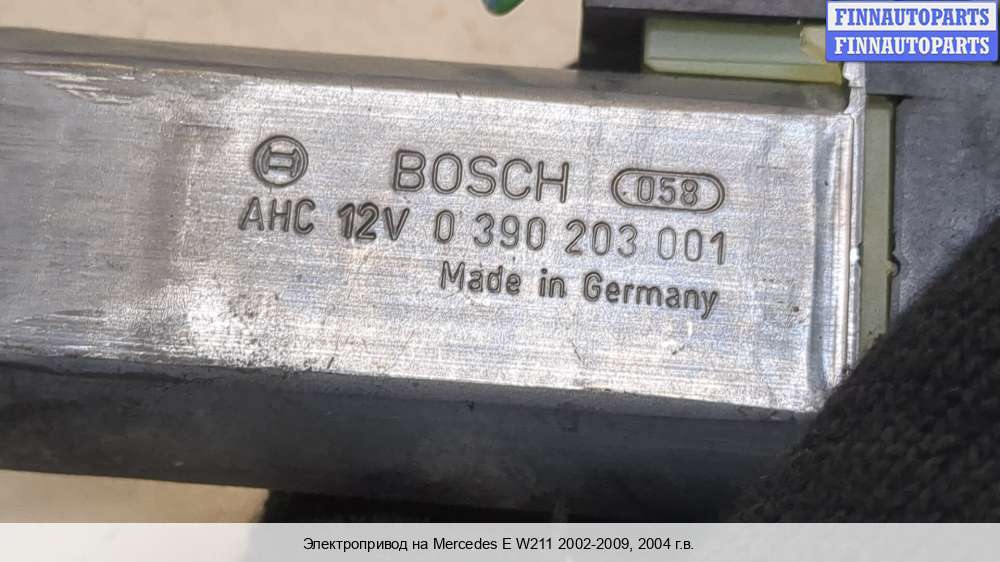 FINNAUTOPARTS
FINNAUTOPARTS
BOSCH 058
AHC 12V 0 390 203 001
Made in Germany
Электропривод на Mercedes E W211 2002-2009, 2004 г.в.